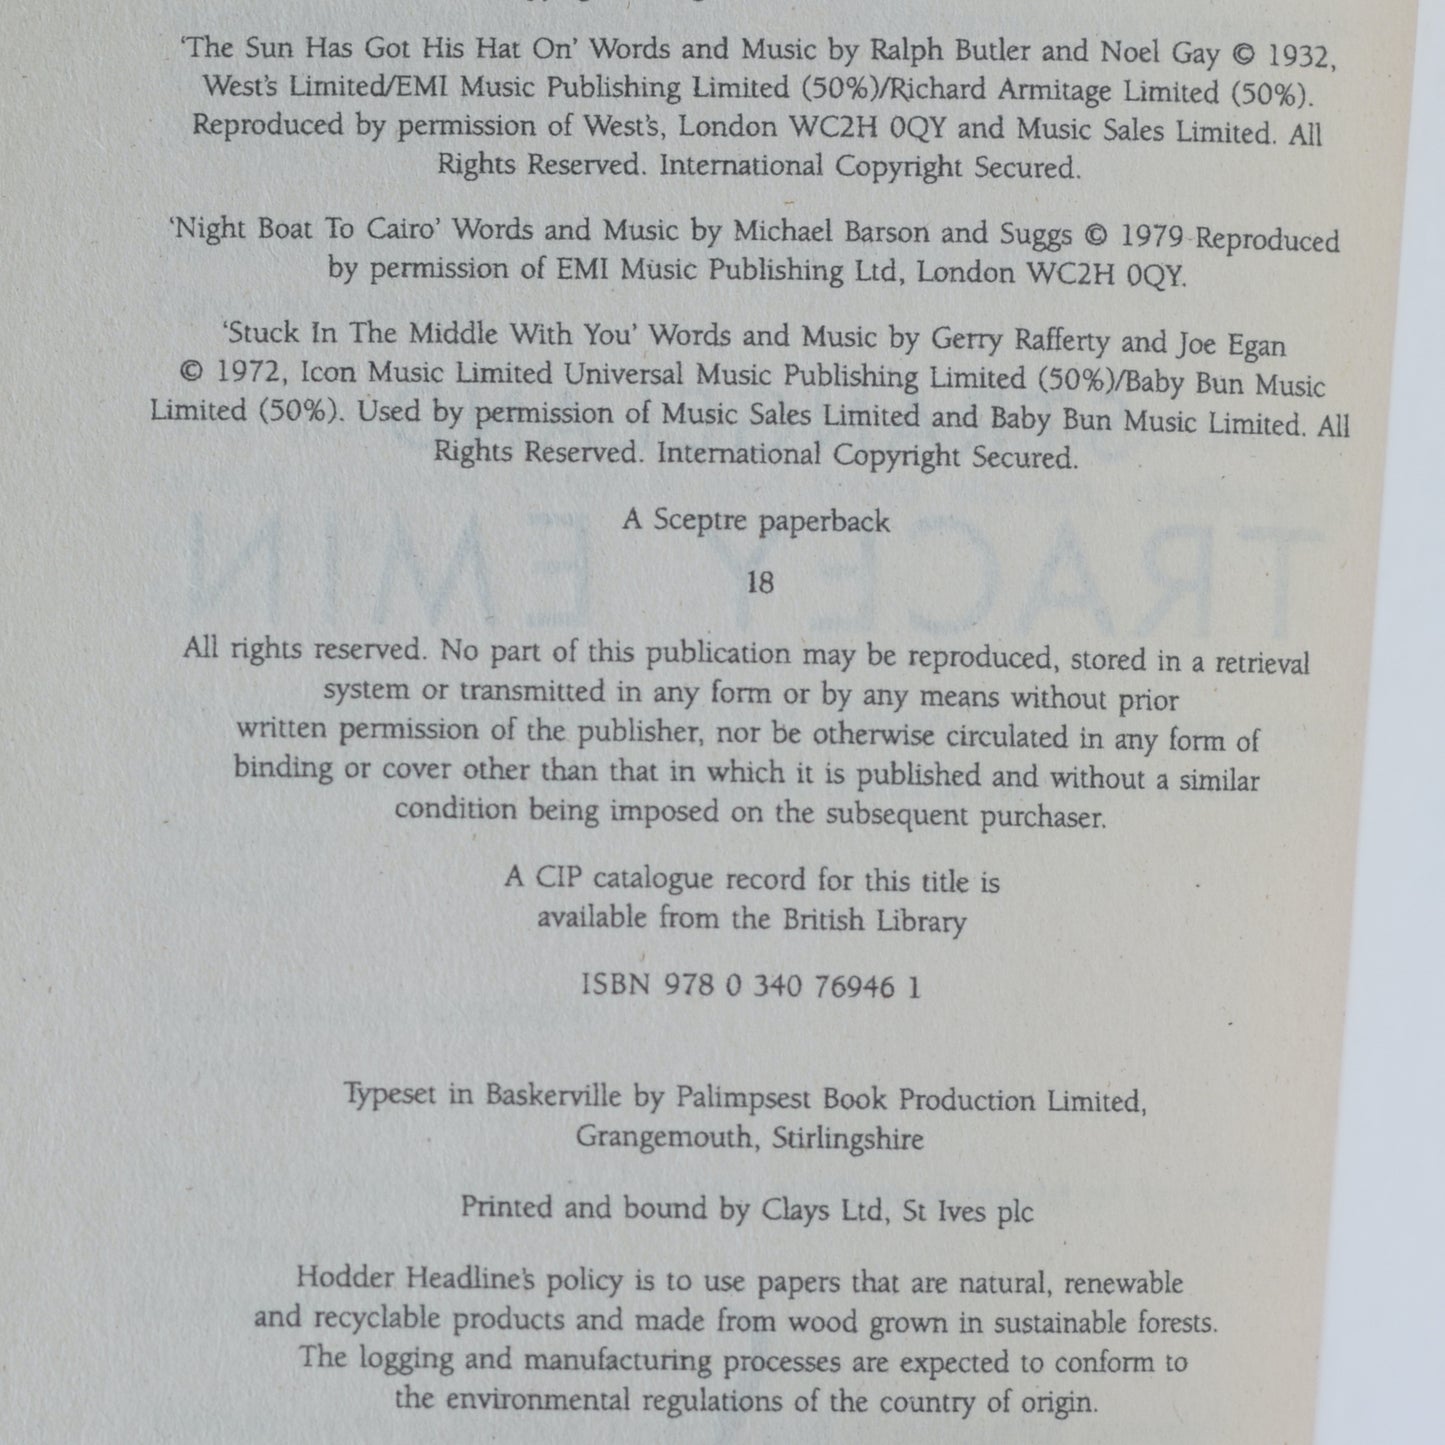 'The Sun Has Got His Hat On' Words and Music by Ralph Butler and Noel Gay © 1932,
West's Limited/EMI Music Publishing Limited (50%)/Richard Armitage Limited (50%).
Reproduced by permission of West's, London WC2H 0QY and Music Sales Limited. All
Rights Reserved. International Copyright Secured.
'Night Boat To Cairo' Words and Music by Michael Barson and Suggs © 1979 Reproduced
by permission of EMI Music Publishing Ltd, London WC2H 0QY.
'Stuck In The Middle With You' Words and Music by Gerry Rafferty and Joe Egan
© 1972, Icon Music Limited Universal Music Publishing Limited (50%)/Baby Bun Music
Limited (50%). Used by permission of Music Sales Limited and Baby Bun Music Limited. All
Rights Reserved. International Copyright Secured.
A Sceptre paperback
TRACEY EMIN
18
All rights reserved. No part of this publication may be reproduced, stored in a retrieval
system or transmitted in any form or by any means without prior
written permission of the publisher, nor be otherwise circulated in any form of
binding or cover other than that in which it is published and without a similar
condition being imposed on the subsequent purchaser.
A CIP catalogue record for this title is
available from the British Library
ISBN 978 0 340 76946 1
Typeset in Baskerville by Palimpsest Book Production Limited,
Grangemouth, Stirlingshire
Printed and bound by Clays Ltd, St Ives plc
Hodder Headline's policy is to use papers that are natural, renewable
and recyclable products and made from wood grown in sustainable forests.
The logging and manufacturing processes are expected to conform to
the environmental regulations of the country of origin.